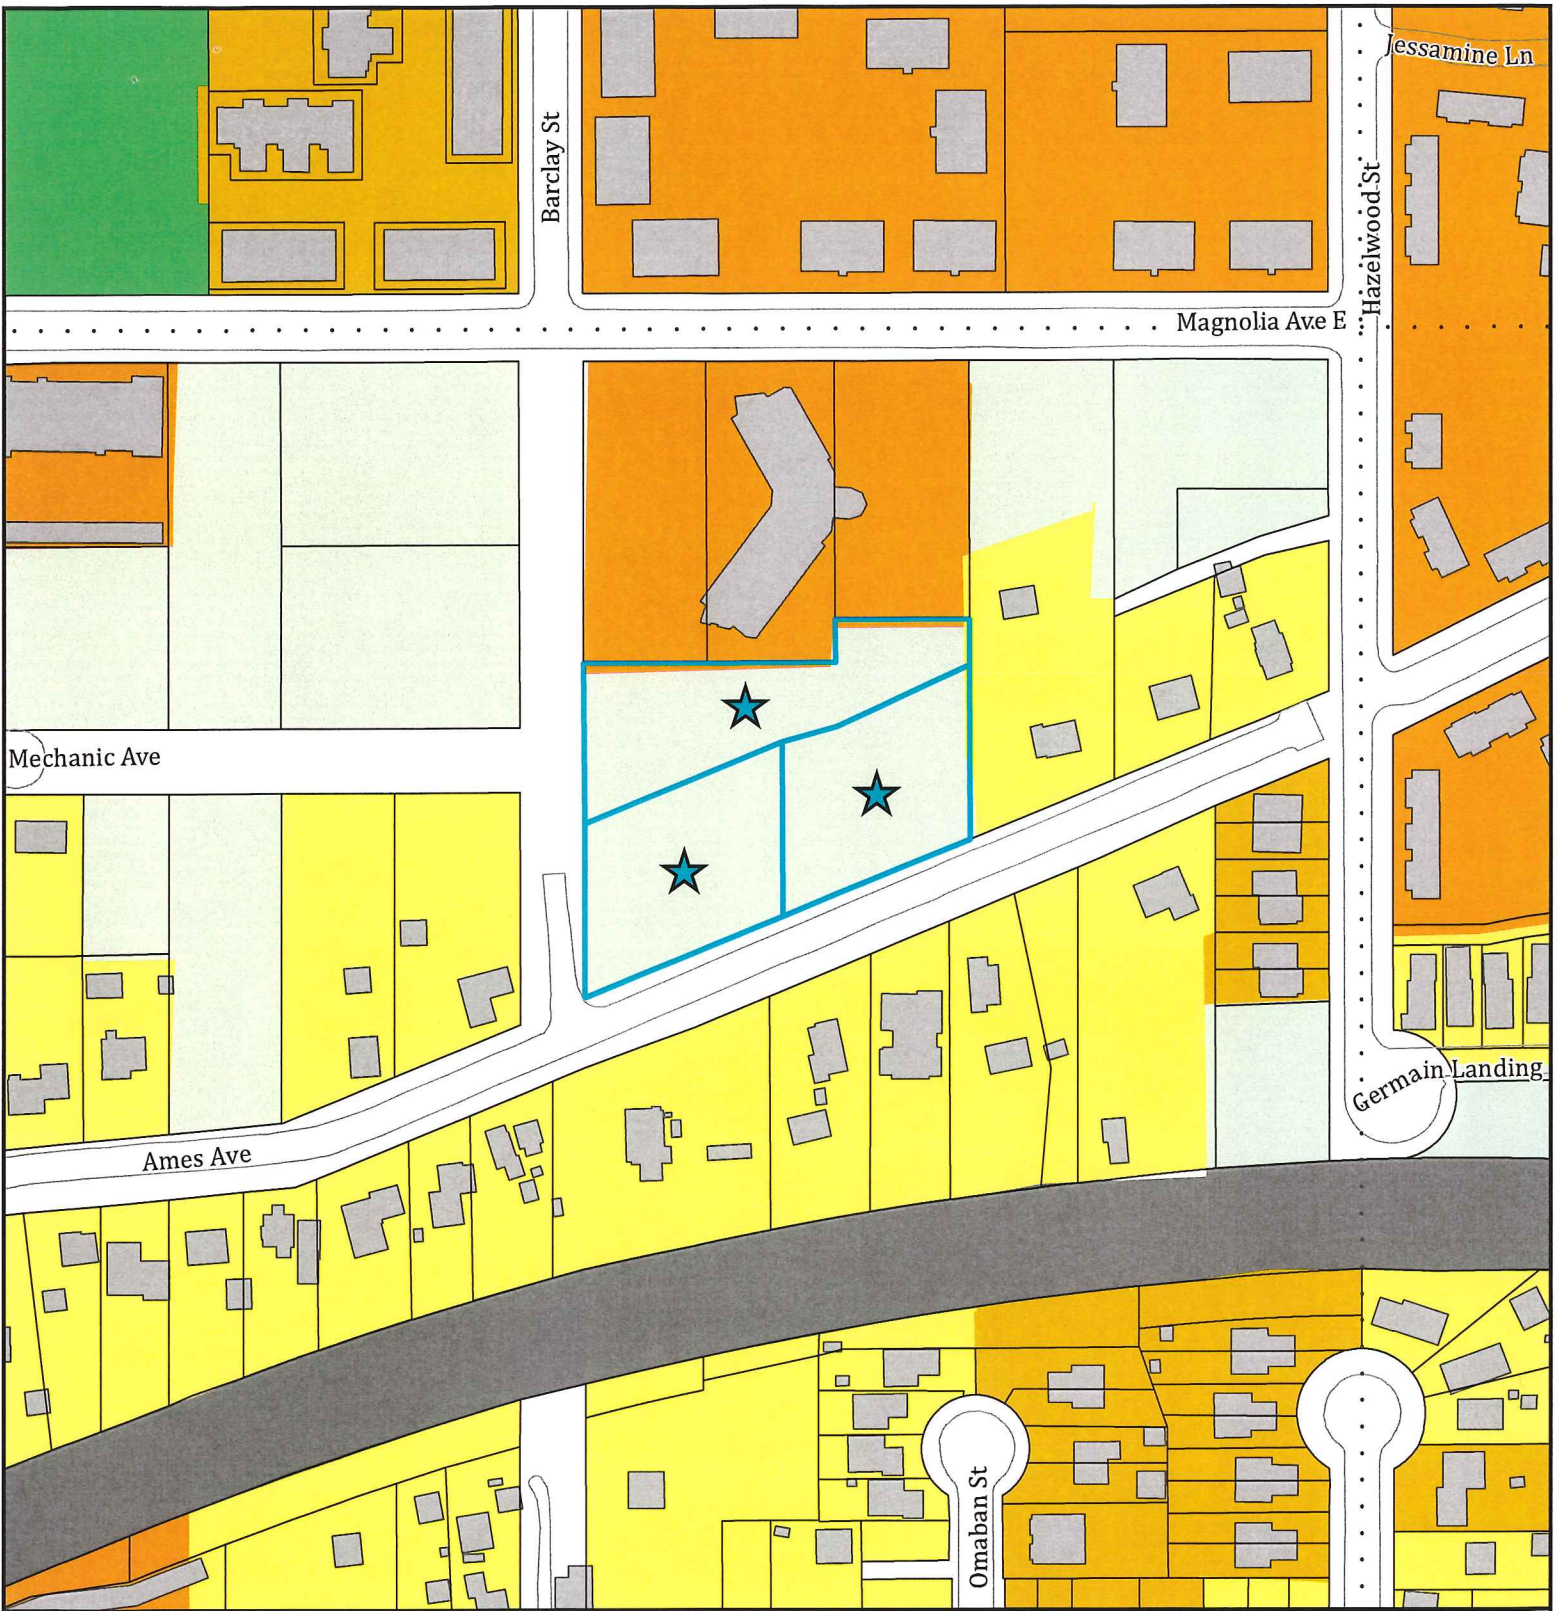 Jessamine Ln
Barclay St
Hazelwood St
Magnolia Ave E
Mechanic Ave
Germain Landing
Ames Ave
Omaban St